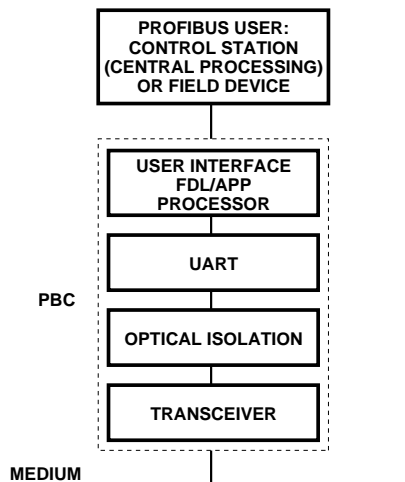 PROFIBUS USER:
CONTROL STATION
(CENTRAL PROCESSING)
OR FIELD DEVICE
USER INTERFACE
FDL/APP
PROCESSOR
UART
PBC
OPTICAL ISOLATION
TRANSCEIVER
MEDIUM